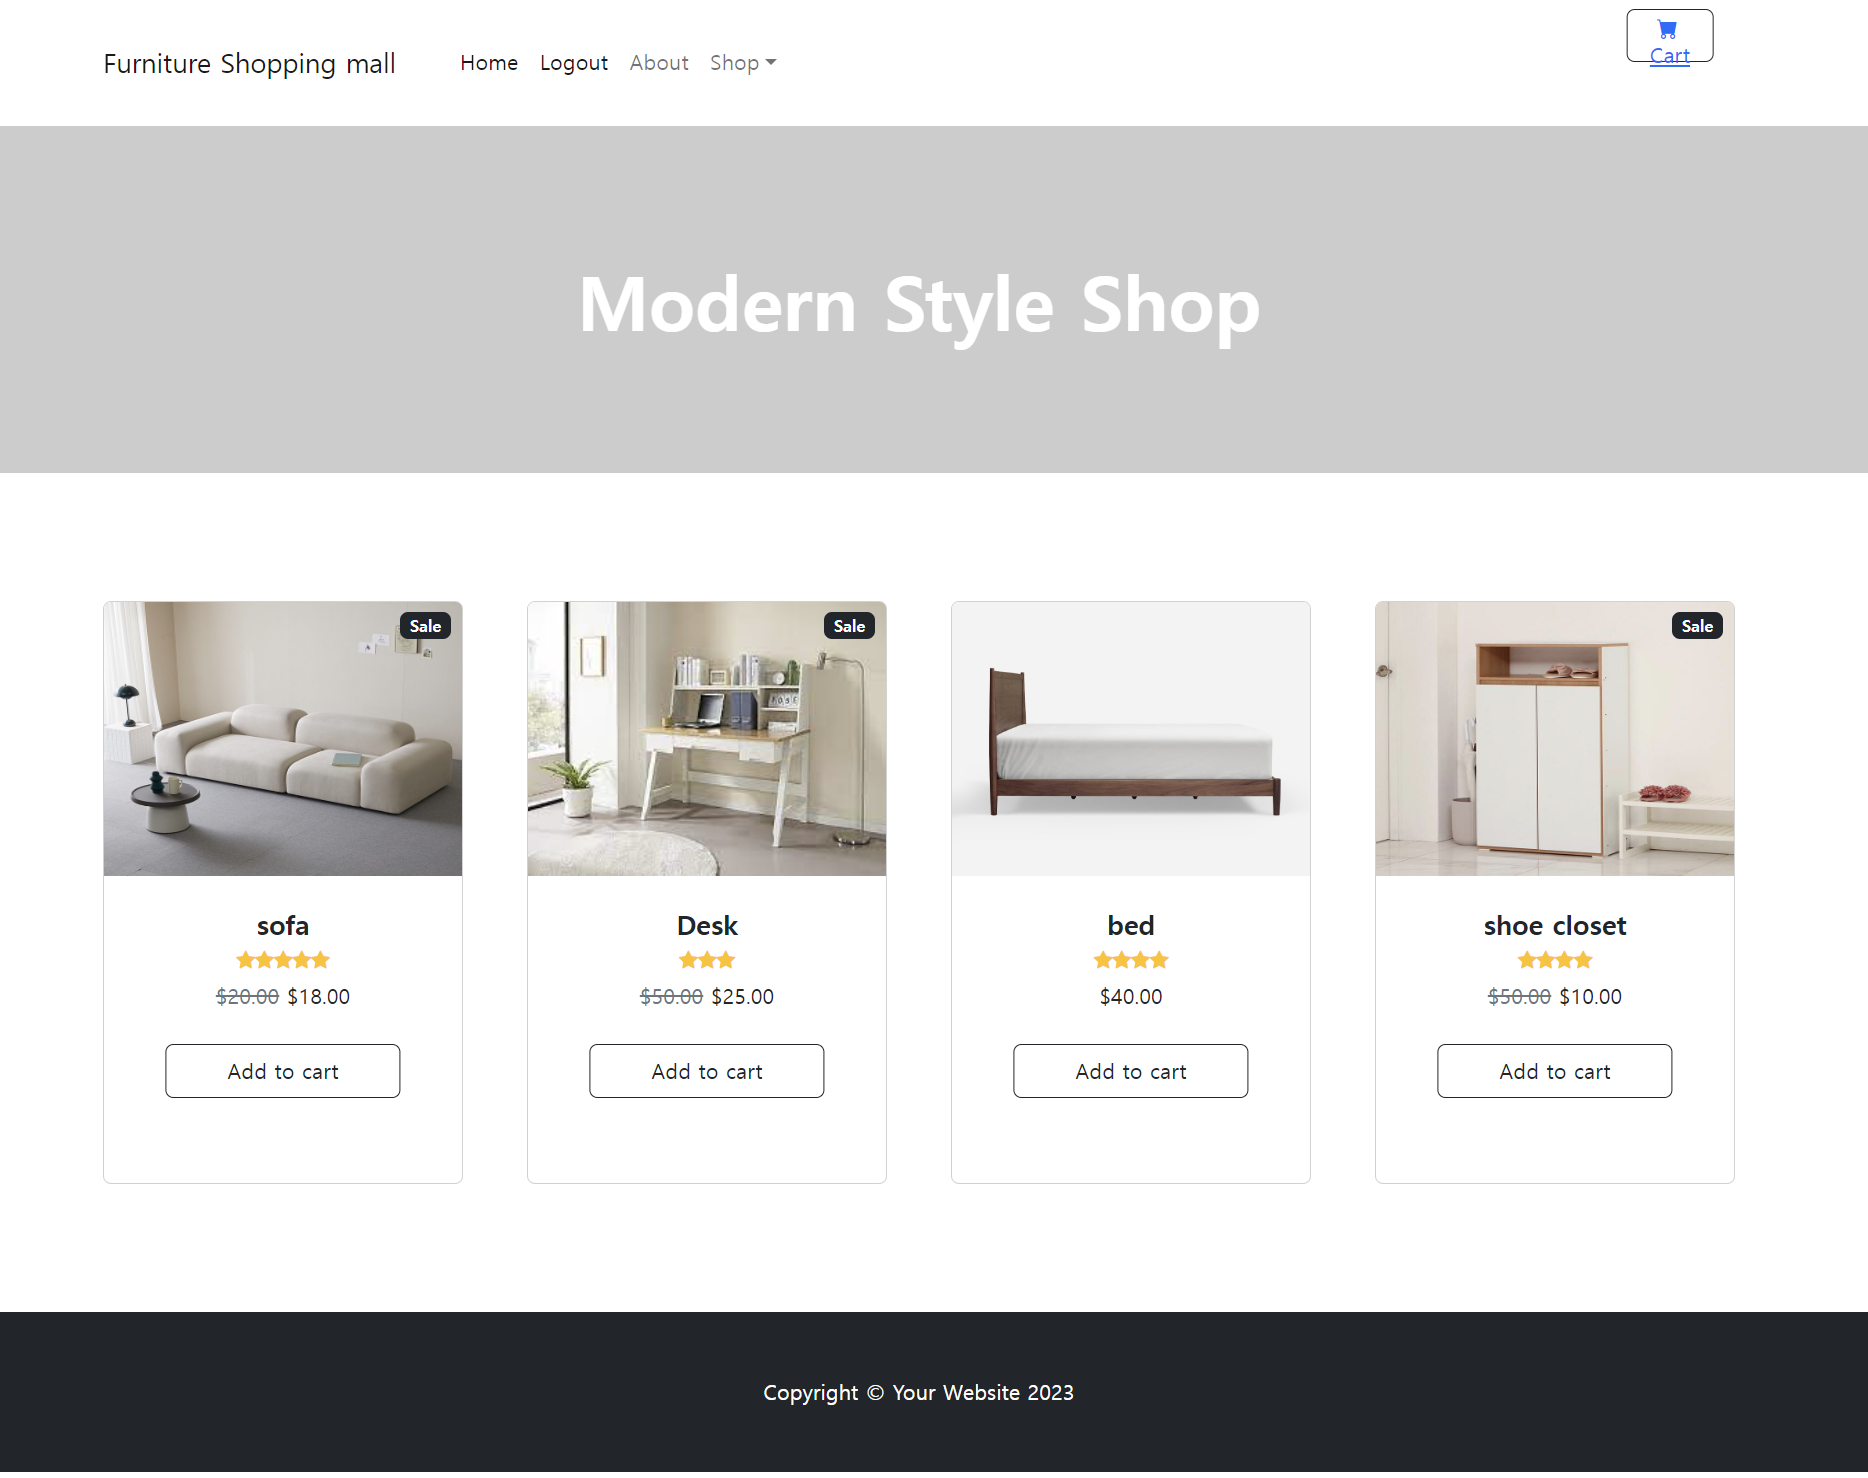 Furniture Shopping mall Home Logout About Shop Cart
Modern Style Shop
Sale
Sale
Sale
sofa
$20.00 $18.00
Add to cart
Desk
$50.00 $25.00
Add to cart
bed
$40.00
Add to cart
shoe closet
$50.00 $10.00
Add to cart
Copyright © Your Website 2023